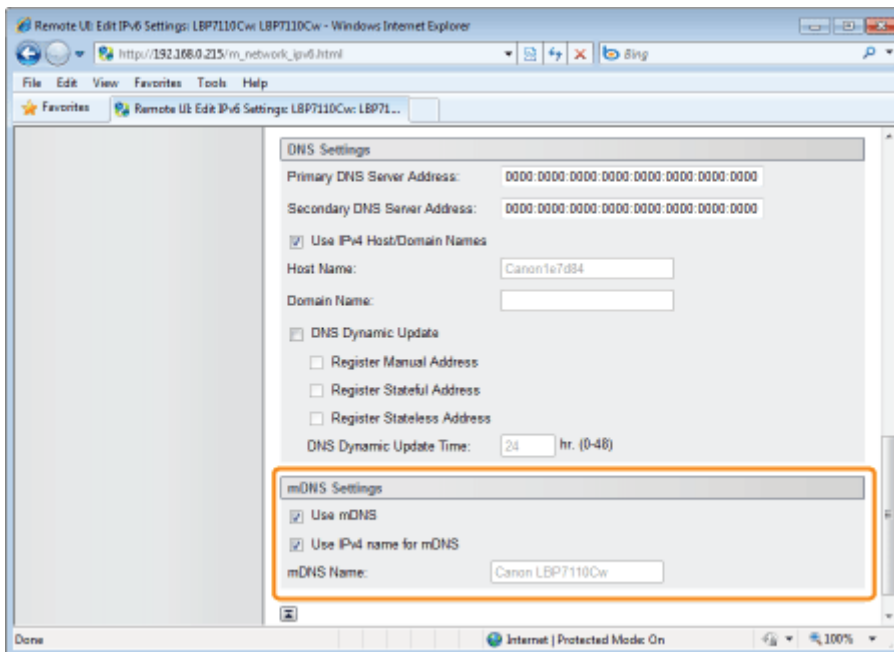 Remote UI: Edit IPv6 Settings: LBP7110Cw: LBP7110Cw - Windows Internet Explorer
http://192.168.0.215/m_network_ipv6.html
Bing
File Edit View Favorites Tools Help
Favorites Remote UI: Edit IPv6 Settings: LBP7110Cw: LBP71...
DNS Settings
Primary DNS Server Address: 0000:0000:0000:0000:0000:0000:0000:0000
Secondary DNS Server Address: 0000:0000:0000:0000:0000:0000:0000:0000
Use IPv4 Host/Domain Names
Host Name: Canon1e7d84
Domain Name:
DNS Dynamic Update
Register Manual Address
Register Stateful Address
Register Stateless Address
DNS Dynamic Update Time: 24 hr. (0-48)
mDNS Settings
Use mDNS
Use IPv4 name for mDNS
mDNS Name: Canon LBP7110Cw
Done Internet | Protected Mode: On 100%